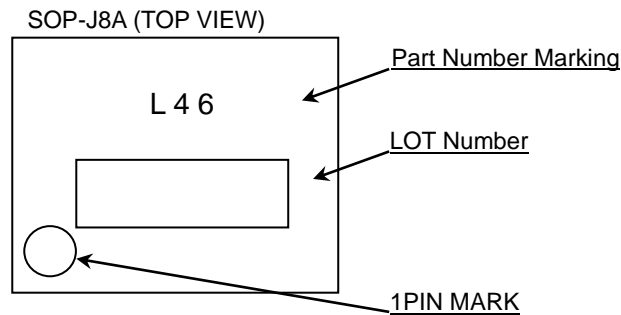 SOP-J8A (TOP VIEW)
Part Number Marking
L 4 6
LOT Number
1PIN MARK